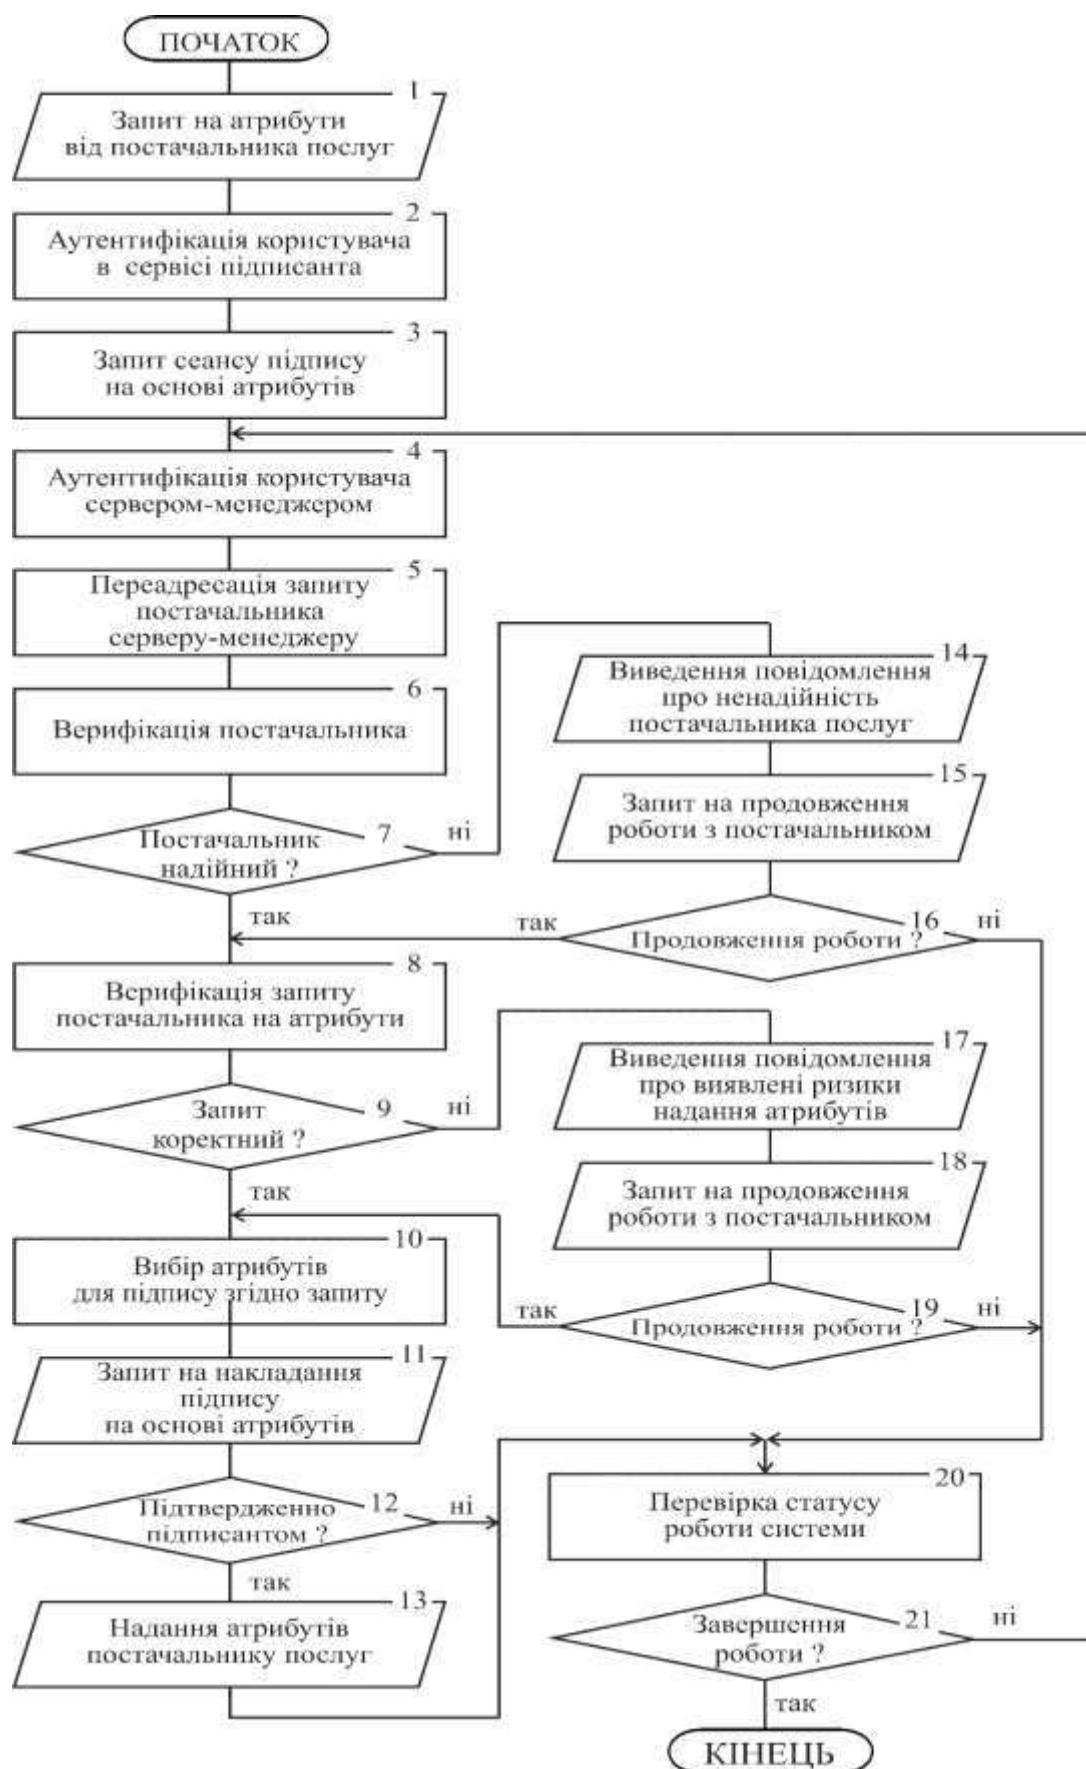 ПОЧАТОК
1
Запит на атрибути
від постачальника послуг
2
Аутентифікація користувача
в сервісі підписанта
3
Запит сеансу підпису
на основі атрибутів
4
Аутентифікація користувача
сервером-менеджером
5
Переадресація запиту
постачальника
серверу-менеджеру
6
Верифікація постачальника
7
Постачальник
надійний ?
ні
так
8
Верифікація запиту
постачальника на атрибути
9
Запит
коректний ?
ні
так
10
Вибір атрибутів
для підпису згідно запиту
11
Запит на накладання
підпису
на основі атрибутів
12
Підтвердженно
підписантом ?
ні
так
13
Надання атрибутів
постачальнику послуг
14
Виведення повідомлення
про ненадійність
постачальника послуг
15
Запит на продовження
роботи з постачальником
16
Продовження роботи ?
так
ні
17
Виведення повідомлення
про виявлені ризики
надання атрибутів
18
Запит на продовження
роботи з постачальником
19
Продовження роботи ?
так
ні
20
Перевірка статусу
роботи системи
21
Завершення
роботи ?
ні
так
КІНЕЦЬ